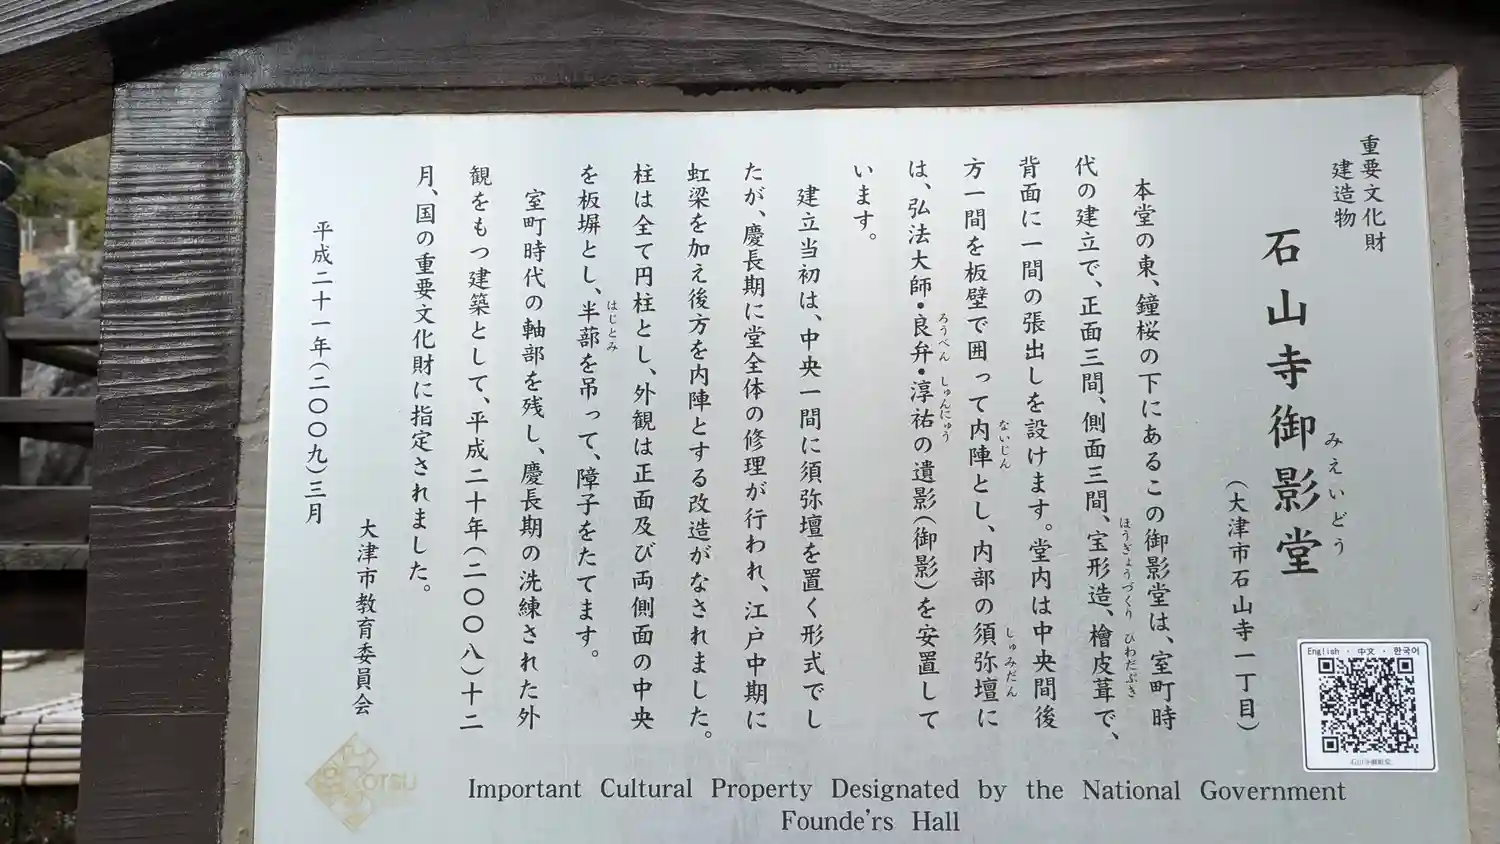 重要文化財
建造物
石山寺御影堂
みえいどう
(大津市石山寺一丁目)
本堂の東、鐘桜の下にあるこの御影堂は、室町時
代の建立で、正面三間、側面三間、宝形造、檜皮葺で、
ほうぎょうづくり ひわだぶき
背面に一間の張出しを設けます。堂内は中央間後
方一間を板壁で囲って内陣とし、内部の須弥壇に
ないじん しゅみだん
は、弘法大師・良弁・淳祐の遺影(御影)を安置して
ろうべん しゅんにゅう
います。
建立当初は、中央一間に須弥壇を置く形式でし
たが、慶長期に堂全体の修理が行われ、江戸中期に
虹梁を加え後方を内陣とする改造がなされました。
柱は全て円柱とし、外観は正面及び両側面の中央
を板塀とし、半蔀を吊って、障子をたてます。
はじとみ
室町時代の軸部を残し、慶長期の洗練された外
観をもつ建築として、平成二十年(二〇〇八)十二
月、国の重要文化財に指定されました。
大津市教育委員会
平成二十一年(二〇〇九)三月
English ・ 中文 ・ 한국어
石山寺御影堂
OTSU
Important Cultural Property Designated by the National Government
Founde'rs Hall